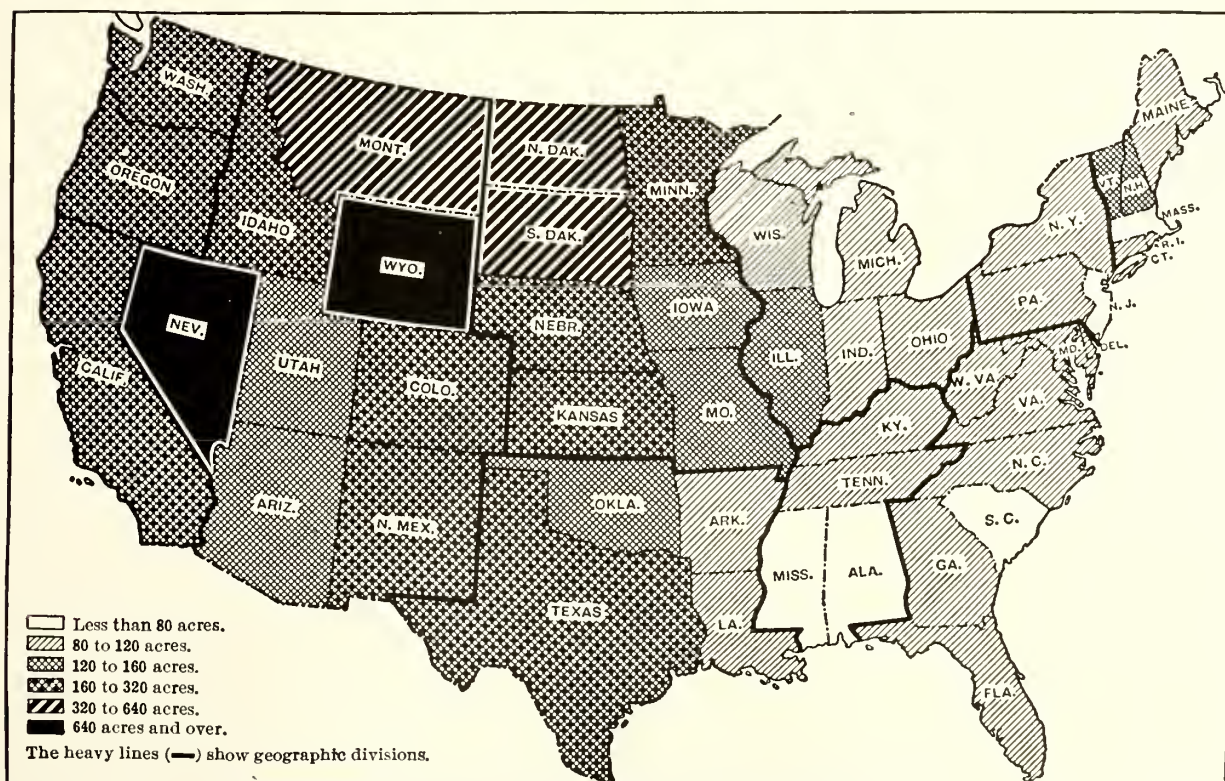 WASH.
MONT.
N. DAK.
MINN.
MAINE
OREGON
IDAHO
S. DAK.
WIS.
VT.
N.H.
MASS.
N. Y.
R. I.
CT.
WYO.
MICH.
NEV.
NEBR.
IOWA
PA.
N. J.
UTAH
COLO.
ILL.
IND.
OHIO
MD.
DEL.
CALIF.
KANSAS
MO.
W. VA.
VA.
KY.
N. C.
TENN.
ARIZ.
N. MEX.
OKLA.
ARK.
S. C.
MISS.
ALA.
GA.
TEXAS
LA.
FLA.
Less than 80 acres.
80 to 120 acres.
120 to 160 acres.
160 to 320 acres.
320 to 640 acres.
640 acres and over.
The heavy lines (—) show geographic divisions.